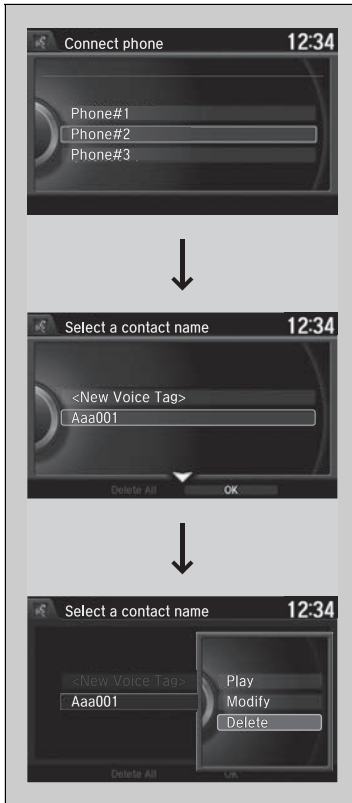 Connect phone 12:34
Phone#1
Phone#2
Phone#3
Select a contact name 12:34
<New Voice Tag>
Aaa001
Delete All OK
Select a contact name 12:34
Play
<New Voice Tag>
Aaa001 Modify
Delete
Delete All OK